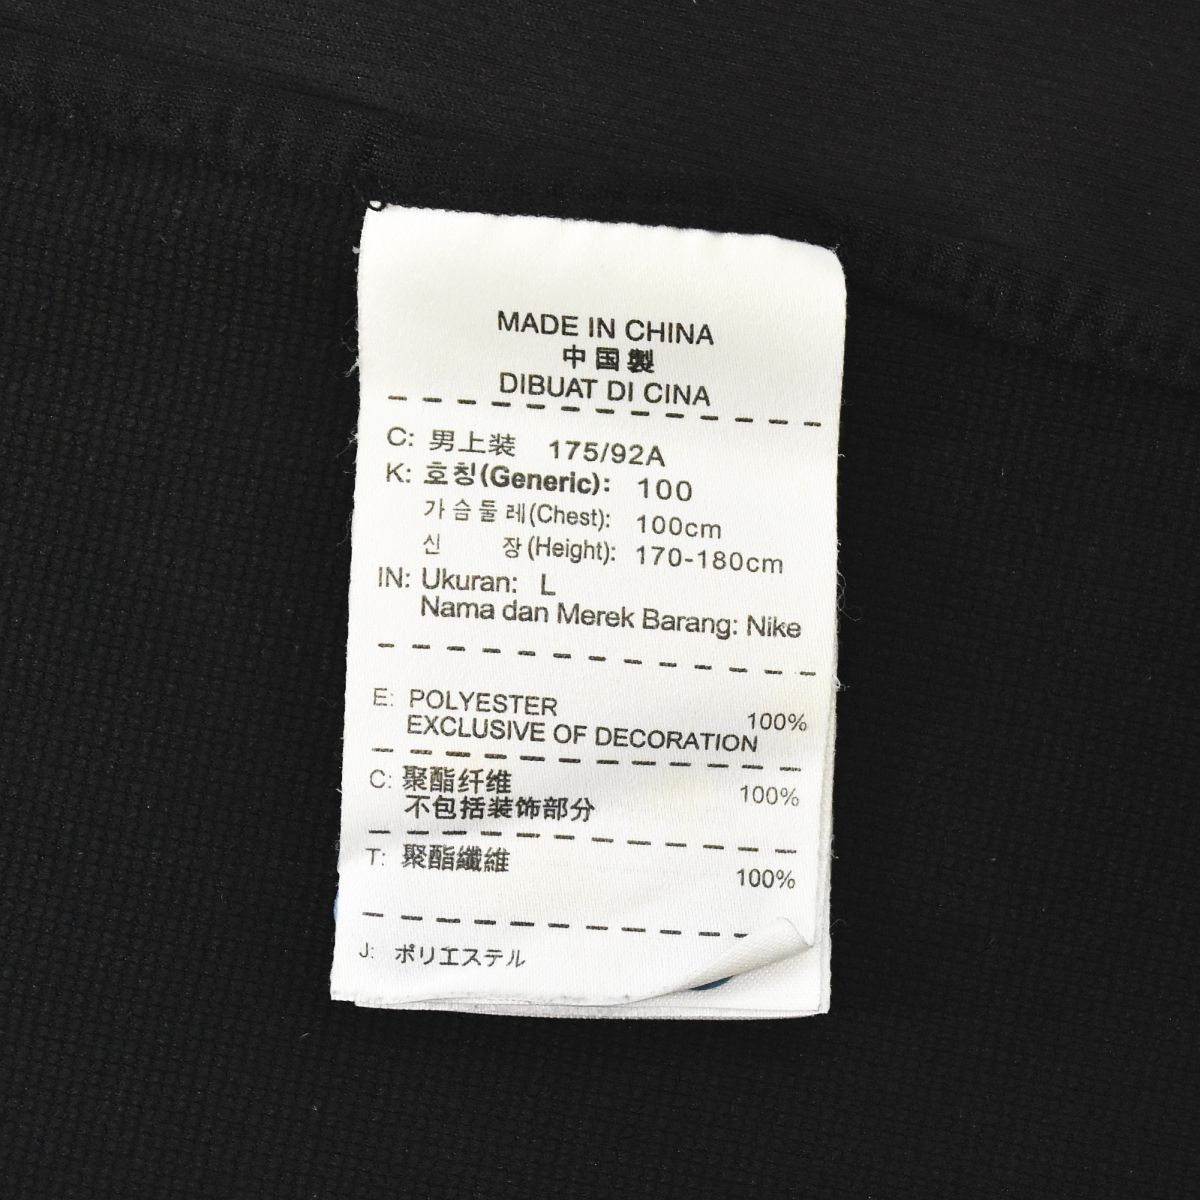 MADE IN CHINA
中国製
DIBUAT DI CINA
C: 男上装 175/92A
K: 호칭(Generic): 100
가슴둘레(Chest): 100cm
신 장(Height): 170-180cm
IN: Ukuran: L
Nama dan Merek Barang: Nike
E: POLYESTER 100%
EXCLUSIVE OF DECORATION
C: 聚酯纤维 100%
不包括装饰部分
T: 聚酯纖維 100%
J: ポリエステル